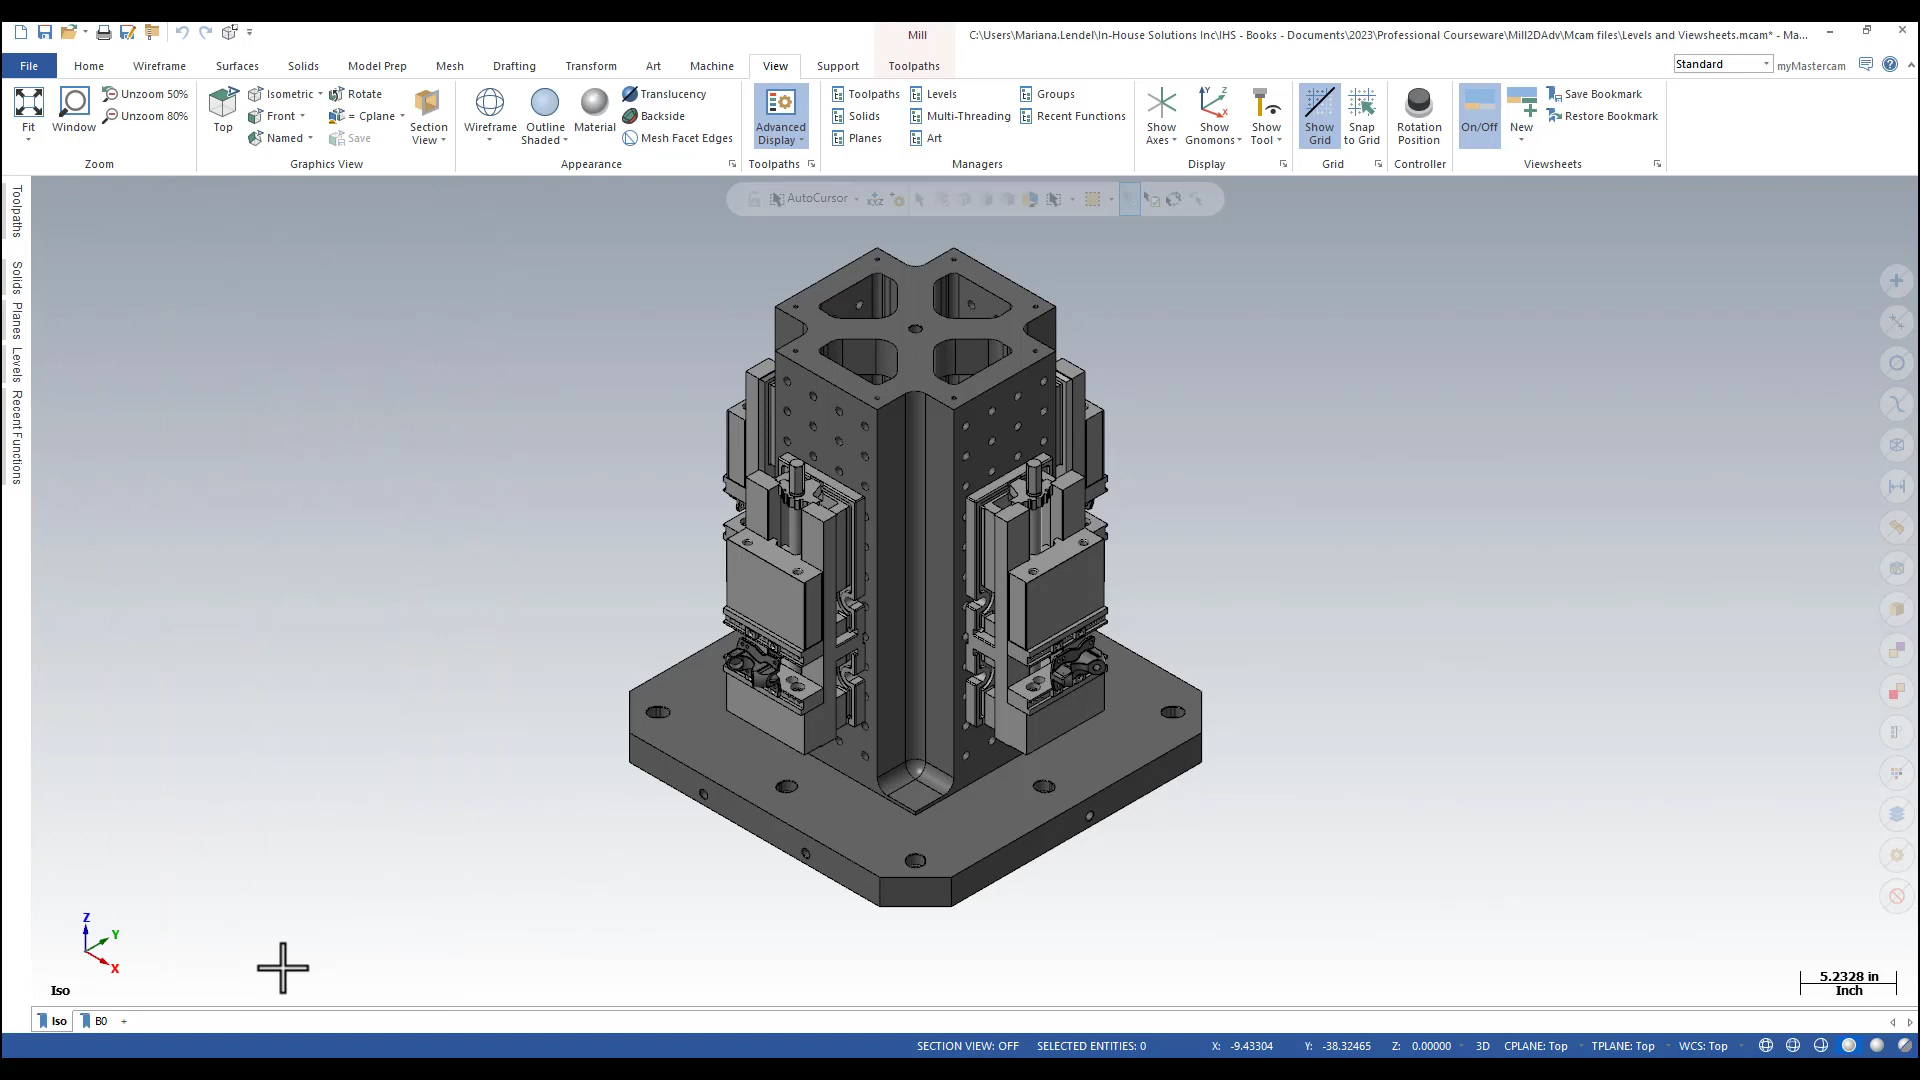 Mill
C:\Users\Mariana.Lendel\In-House Solutions Inc\IHS - Books - Documents\2023\Professional Courseware\Mill2DAdv\Mcam files\Levels and Viewsheets.mcam* - Ma...
File Home Wireframe Surfaces Solids Model Prep Mesh Drafting Transform Art Machine View Support Toolpaths
Standard myMastercam
Fit
Window
Unzoom 50%
Unzoom 80%
Zoom
Top
Isometric
Front
Named
Rotate
= Cplane
Save
Section
View
Graphics View
Wireframe
Outline
Shaded
Material
Translucency
Backside
Mesh Facet Edges
Appearance
Advanced
Display
Toolpaths
Toolpaths
Solids
Planes
Levels
Multi-Threading
Art
Groups
Recent Functions
Managers
Show
Axes
Show
Gnomons
Show
Tool
Display
Show
Grid
Snap
to Grid
Grid
Rotation
Position
Controller
On/Off
New
Save Bookmark
Restore Bookmark
Viewsheets
AutoCursor
XYZ
Toolpaths
Solids
Planes
Levels
Recent Functions
Z
Y
X
Iso
5.2328 in
Inch
Iso B0 +
SECTION VIEW: OFF SELECTED ENTITIES: 0 X: -9.43304 Y: -38.32465 Z: 0.00000 3D CPLANE: Top TPLANE: Top WCS: Top